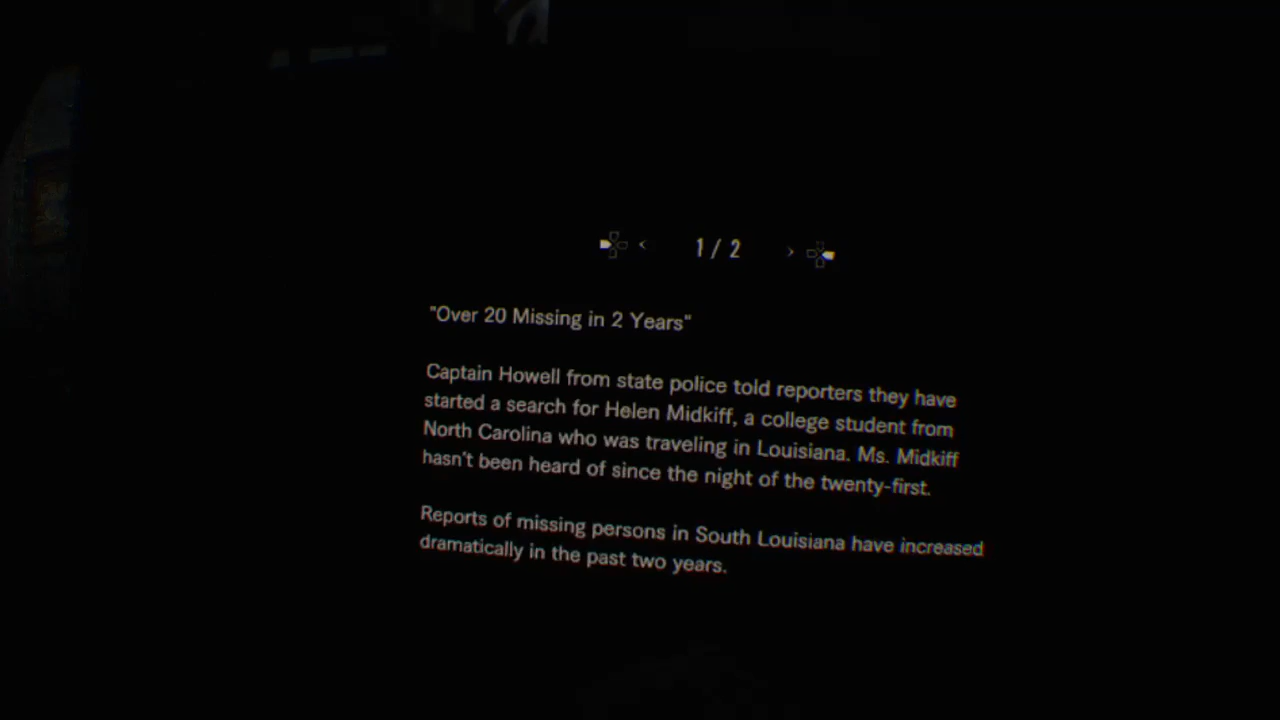 < 1 / 2 >
"Over 20 Missing in 2 Years"
Captain Howell from state police told reporters they have
started a search for Helen Midkiff, a college student from
North Carolina who was traveling in Louisiana. Ms. Midkiff
hasn't been heard of since the night of the twenty-first.
Reports of missing persons in South Louisiana have increased
dramatically in the past two years.